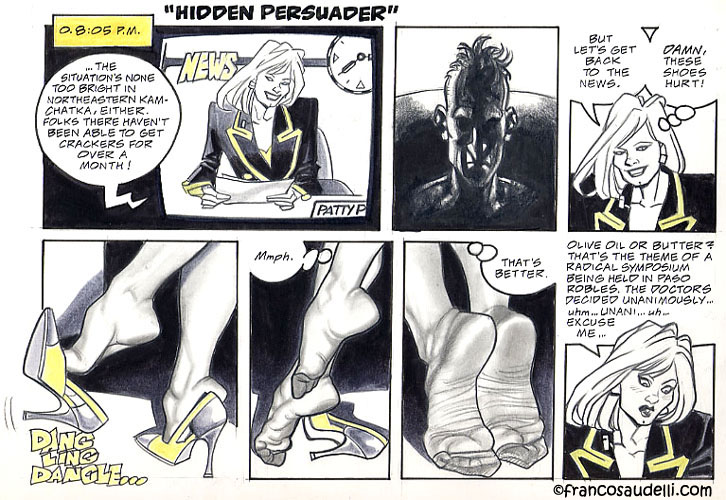 "HIDDEN PERSUADER"
0.8:05 P.M.
...THE
SITUATION'S NONE
TOO BRIGHT IN
NORTHEASTERN KAM-
CHATKA, EITHER.
FOLKS THERE HAVEN'T
BEEN ABLE TO GET
CRACKERS FOR
OVER A
MONTH!
NEWS
PATTY P
BUT
LET'S GET
BACK
TO THE
NEWS.
DAMN,
THESE
SHOES
HURT!
DING
LING
DANGLE...
Mmph.
THAT'S
BETTER.
OLIVE OIL OR BUTTER?
THAT'S THE THEME OF A
RADICAL SYMPOSIUM
BEING HELD IN PASO
ROBLES. THE DOCTORS
DECIDED UNANIMOUSLY...
uhm... UNANI... uh...
EXCUSE
ME...
©francosaudelli.com